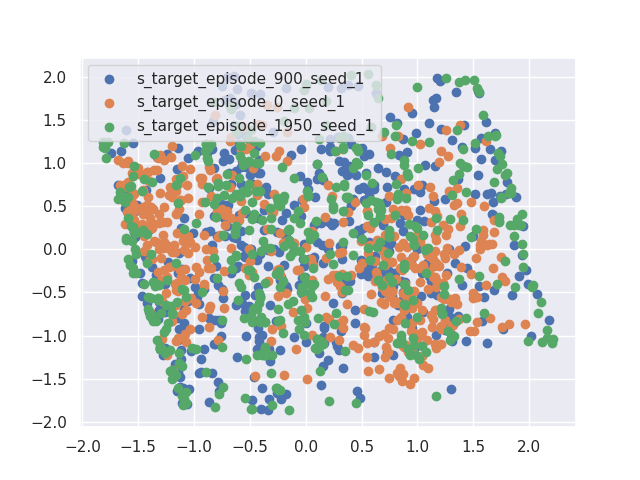 s_target_episode_900_seed_1
s_target_episode_0_seed_1
s_target_episode_1950_seed_1
2.0
1.5
1.0
0.5
0.0
−0.5
−1.0
−1.5
−2.0
−2.0 −1.5 −1.0 −0.5 0.0 0.5 1.0 1.5 2.0